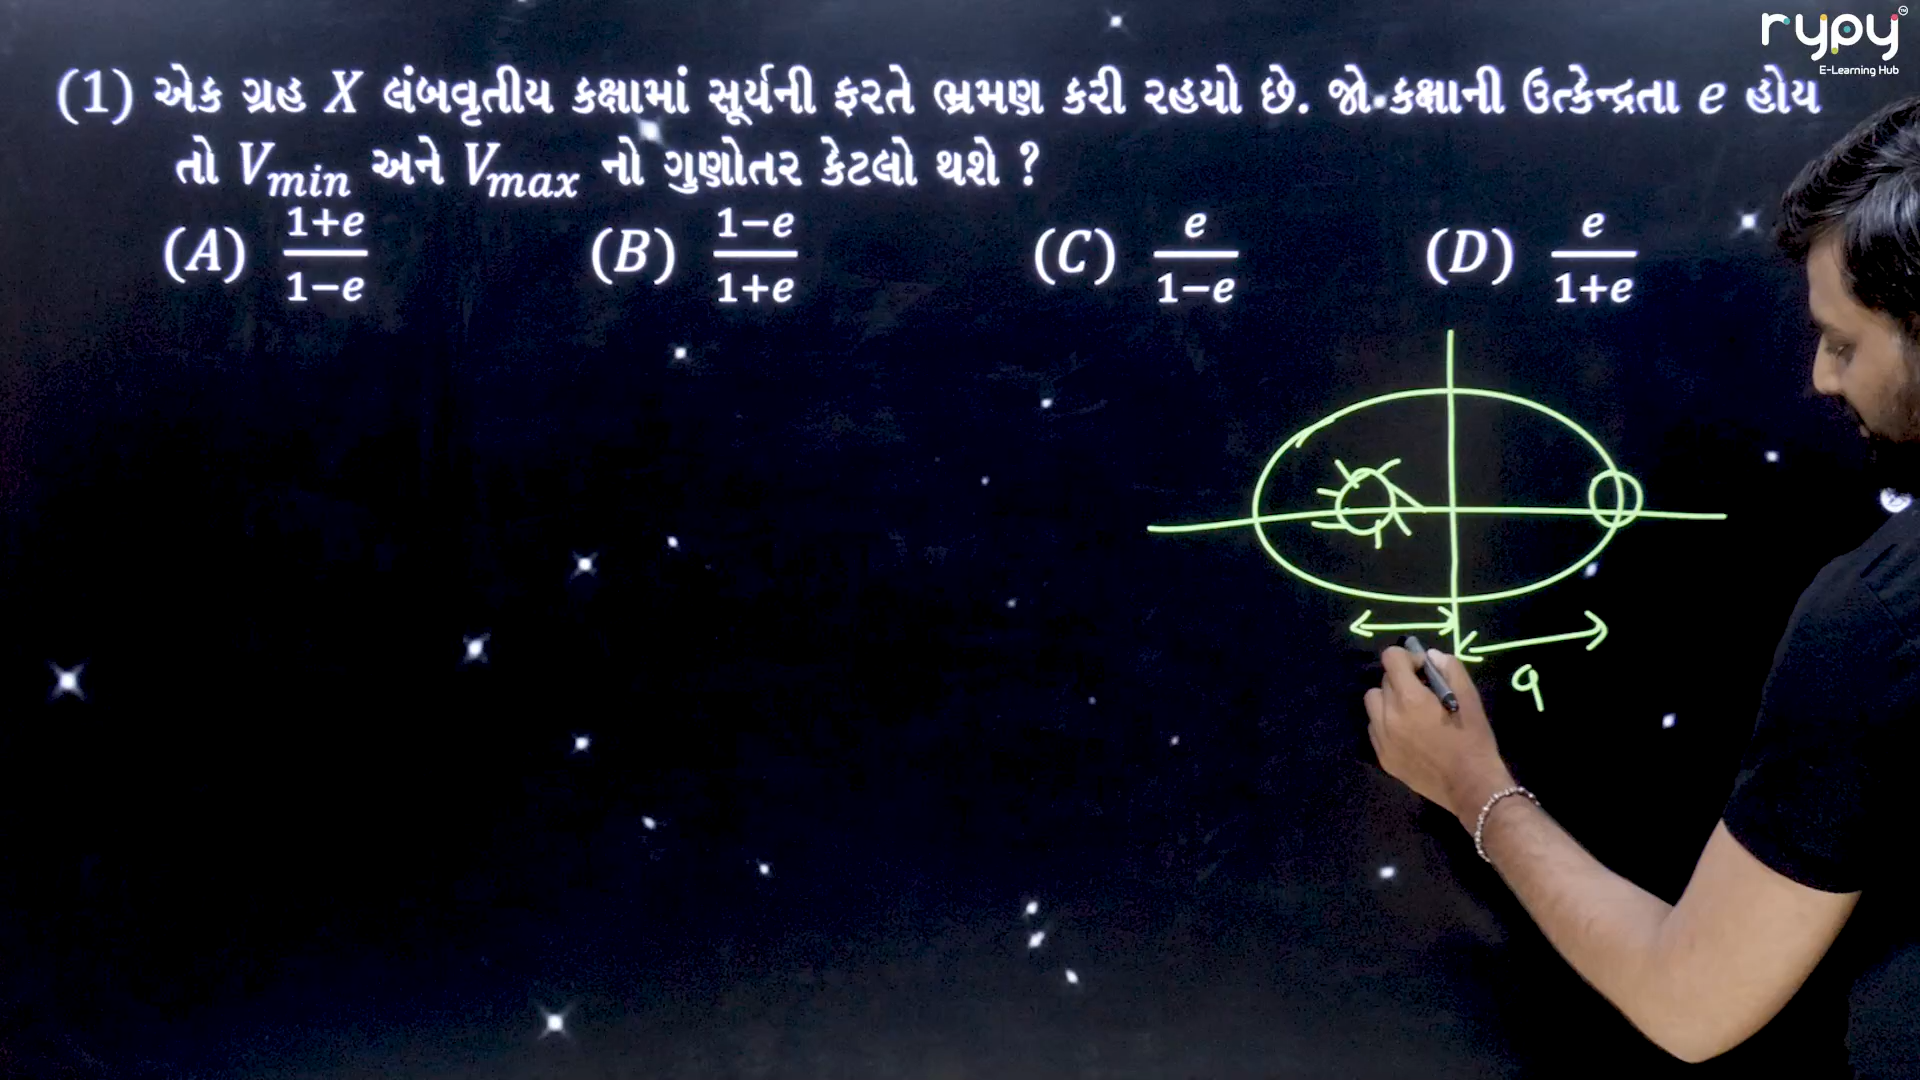 rypy
TM
E-Learning Hub
(1) એક ગ્રહ X લંબવૃતીય કક્ષામાં સૂર્યની ફરતે ભ્રમણ કરી રહયો છે. જો કક્ષાની ઉત્કેન્દ્રતા e હોય
તો Vmin અને Vmax નો ગુણોતર કેટલો થશે ?
(A) 1+e/1−e (B) 1−e/1+e (C) e/1−e (D) e/1+e
a